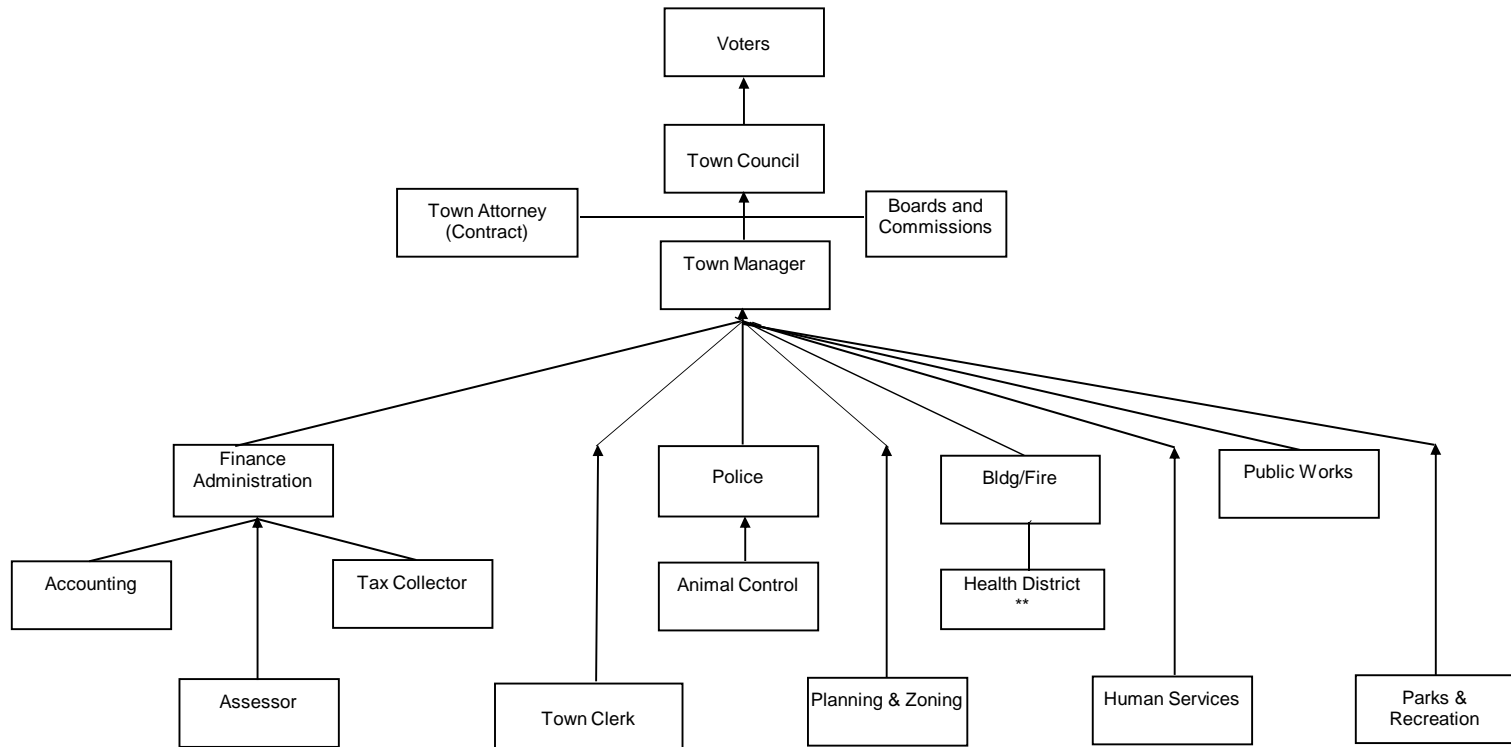 Voters
Town Council
Town Attorney
(Contract)
Boards and
Commissions
Town Manager
Finance
Administration
Police
Bldg/Fire
Public Works
Accounting
Tax Collector
Animal Control
Health District
**
Assessor
Town Clerk
Planning & Zoning
Human Services
Parks &
Recreation